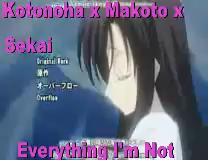 Kotonoha x Makoto x
Sekai
Original Work
原作
オーバーフロー
Overflow
Everything I'm Not